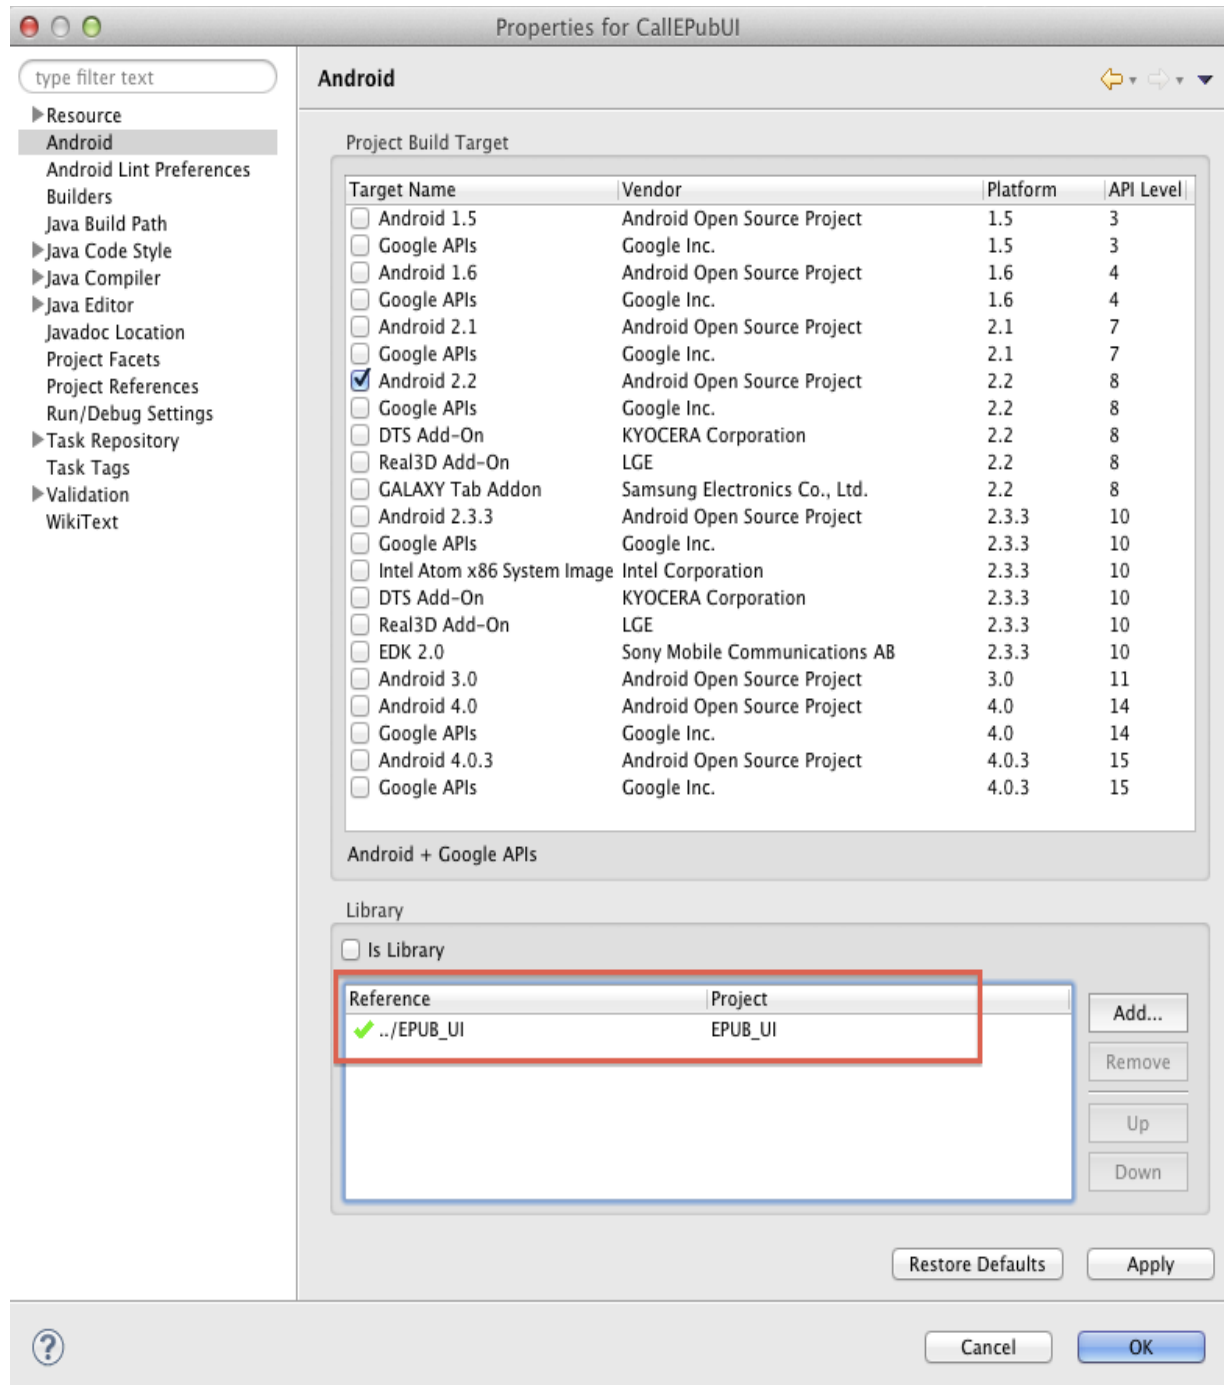 Properties for CallEPubUI
type filter text
Resource
Android
Android Lint Preferences
Builders
Java Build Path
Java Code Style
Java Compiler
Java Editor
Javadoc Location
Project Facets
Project References
Run/Debug Settings
Task Repository
Task Tags
Validation
WikiText
Android
Project Build Target
Target Name Vendor Platform API Level
Android 1.5 Android Open Source Project 1.5 3
Google APIs Google Inc. 1.5 3
Android 1.6 Android Open Source Project 1.6 4
Google APIs Google Inc. 1.6 4
Android 2.1 Android Open Source Project 2.1 7
Google APIs Google Inc. 2.1 7
Android 2.2 Android Open Source Project 2.2 8
Google APIs Google Inc. 2.2 8
DTS Add-On KYOCERA Corporation 2.2 8
Real3D Add-On LGE 2.2 8
GALAXY Tab Addon Samsung Electronics Co., Ltd. 2.2 8
Android 2.3.3 Android Open Source Project 2.3.3 10
Google APIs Google Inc. 2.3.3 10
Intel Atom x86 System Image Intel Corporation 2.3.3 10
DTS Add-On KYOCERA Corporation 2.3.3 10
Real3D Add-On LGE 2.3.3 10
EDK 2.0 Sony Mobile Communications AB 2.3.3 10
Android 3.0 Android Open Source Project 3.0 11
Android 4.0 Android Open Source Project 4.0 14
Google APIs Google Inc. 4.0 14
Android 4.0.3 Android Open Source Project 4.0.3 15
Google APIs Google Inc. 4.0.3 15
Android + Google APIs
Library
Is Library
Reference Project
../EPUB_UI EPUB_UI
Add...
Remove
Up
Down
Restore Defaults Apply
? Cancel OK